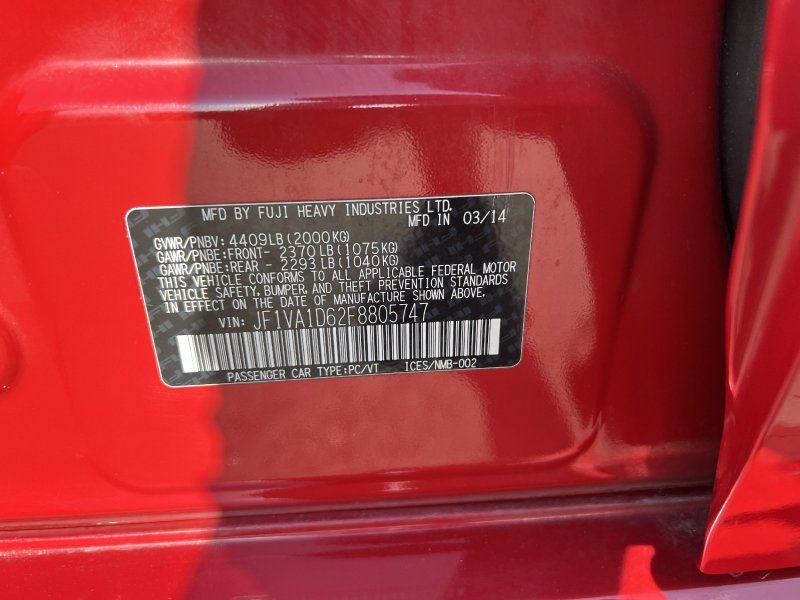 MFD BY FUJI HEAVY INDUSTRIES LTD.
MFD IN 03/14
GVWR/PNBV: 4409LB(2000KG)
GAWR/PNBE:FRONT- 2370LB(1075KG)
GAWR/PNBE:REAR - 2293LB(1040KG)
THIS VEHICLE CONFORMS TO ALL APPLICABLE FEDERAL MOTOR
VEHICLE SAFETY, BUMPER, AND THEFT PREVENTION STANDARDS
IN EFFECT ON THE DATE OF MANUFACTURE SHOWN ABOVE.
VIN: JF1VA1D62F8805747
PASSENGER CAR TYPE:PC/VT ICES/NMB-002